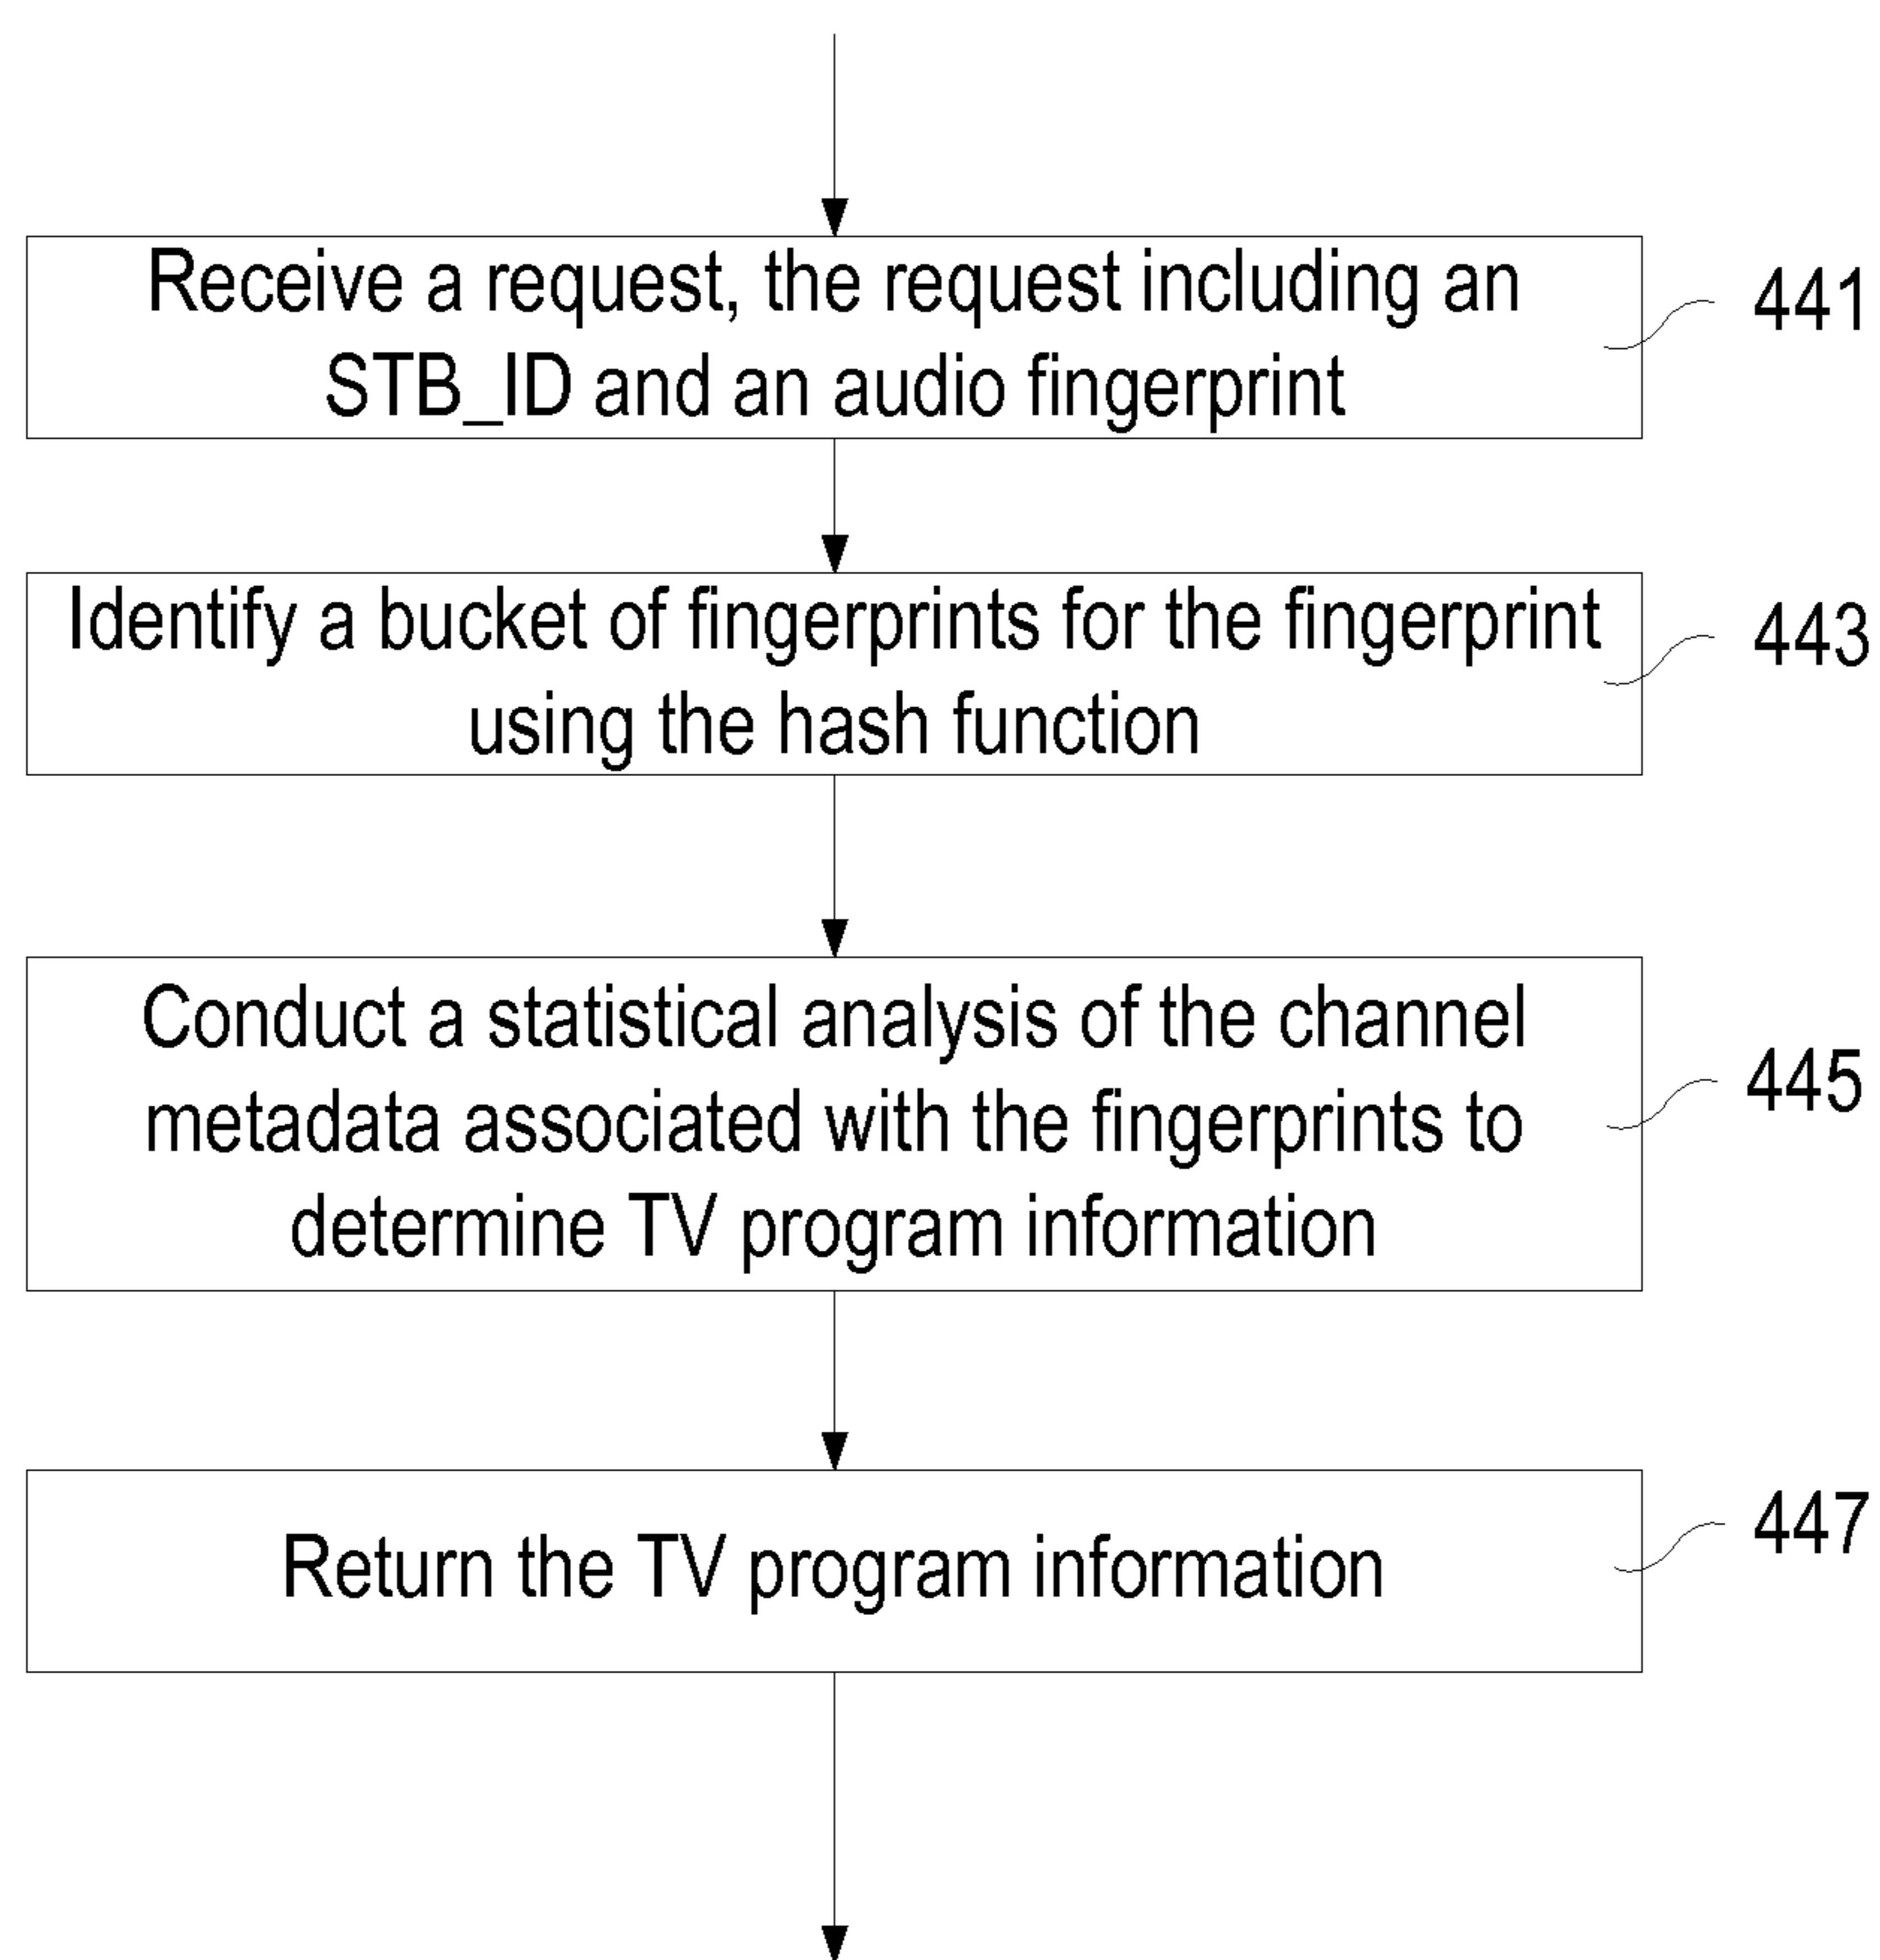 Receive a request, the request including an
STB_ID and an audio fingerprint
441
Identify a bucket of fingerprints for the fingerprint
using the hash function
443
Conduct a statistical analysis of the channel
metadata associated with the fingerprints to
determine TV program information
445
Return the TV program information
447